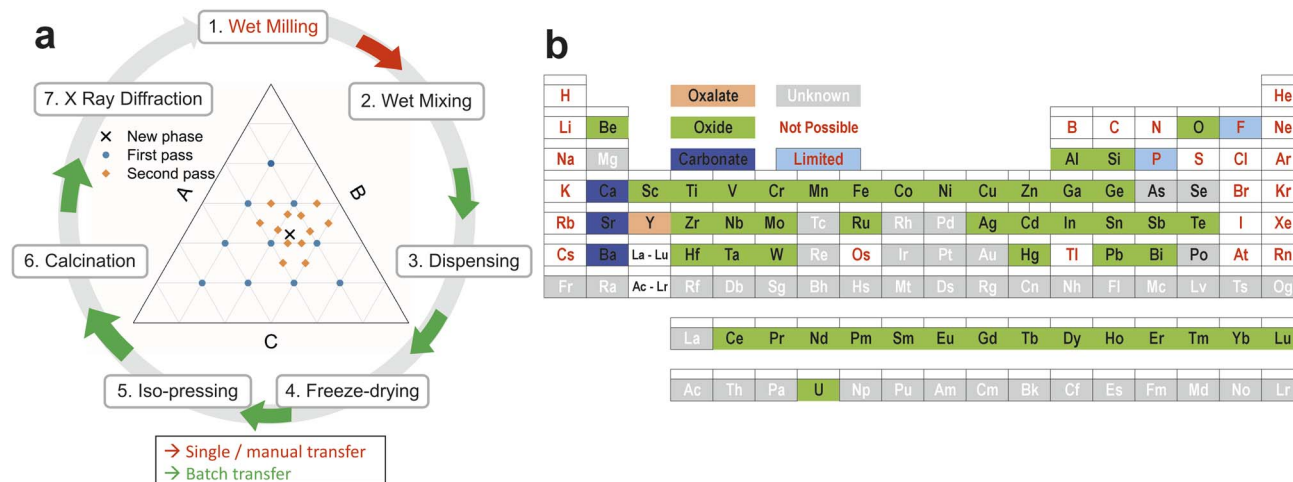 a
1. Wet Milling
2. Wet Mixing
3. Dispensing
4. Freeze-drying
5. Iso-pressing
6. Calcination
7. X Ray Diffraction
New phase
First pass
Second pass
A
B
C
→ Single / manual transfer
→ Batch transfer
b
Oxalate Unknown
Oxide Not Possible
Carbonate Limited
H He
Li Be B C N O F Ne
Na Mg Al Si P S Cl Ar
K Ca Sc Ti V Cr Mn Fe Co Ni Cu Zn Ga Ge As Se Br Kr
Rb Sr Y Zr Nb Mo Tc Ru Rh Pd Ag Cd In Sn Sb Te I Xe
Cs Ba La - Lu Hf Ta W Re Os Ir Pt Au Hg Tl Pb Bi Po At Rn
Fr Ra Ac - Lr Rf Db Sg Bh Hs Mt Ds Rg Cn Nh Fl Mc Lv Ts Og
La Ce Pr Nd Pm Sm Eu Gd Tb Dy Ho Er Tm Yb Lu
Ac Th Pa U Np Pu Am Cm Bk Cf Es Fm Md No Lr